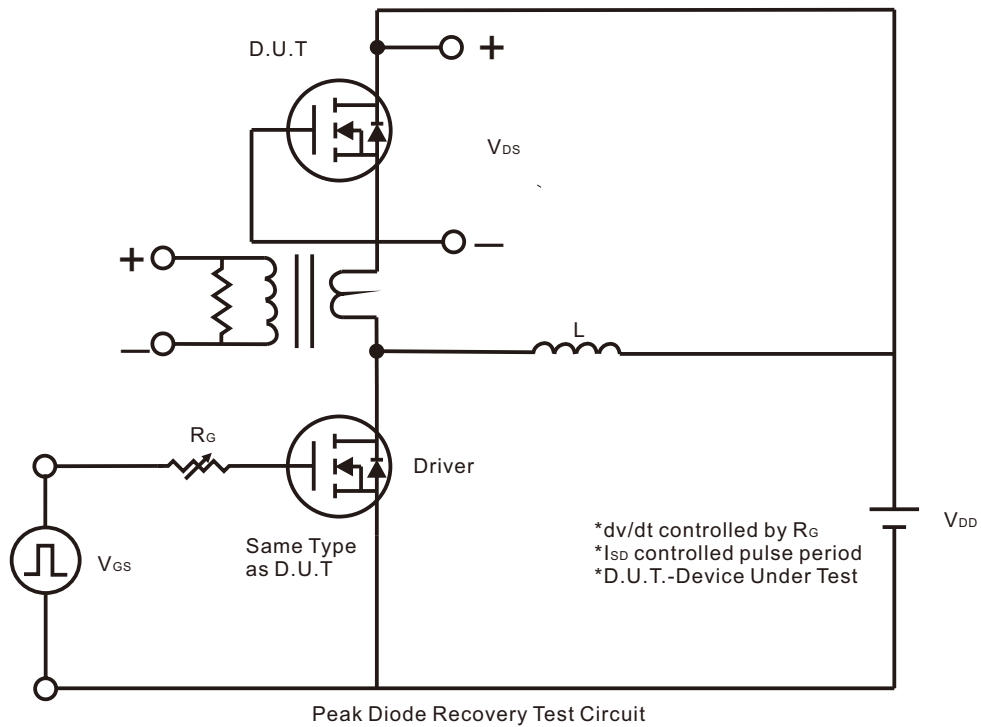 D.U.T
+
VDS
+
—
—
L
RG
Driver
VGS
Same Type
as D.U.T
*dv/dt controlled by RG
*ISD controlled pulse period
*D.U.T.-Device Under Test
VDD
Peak Diode Recovery Test Circuit